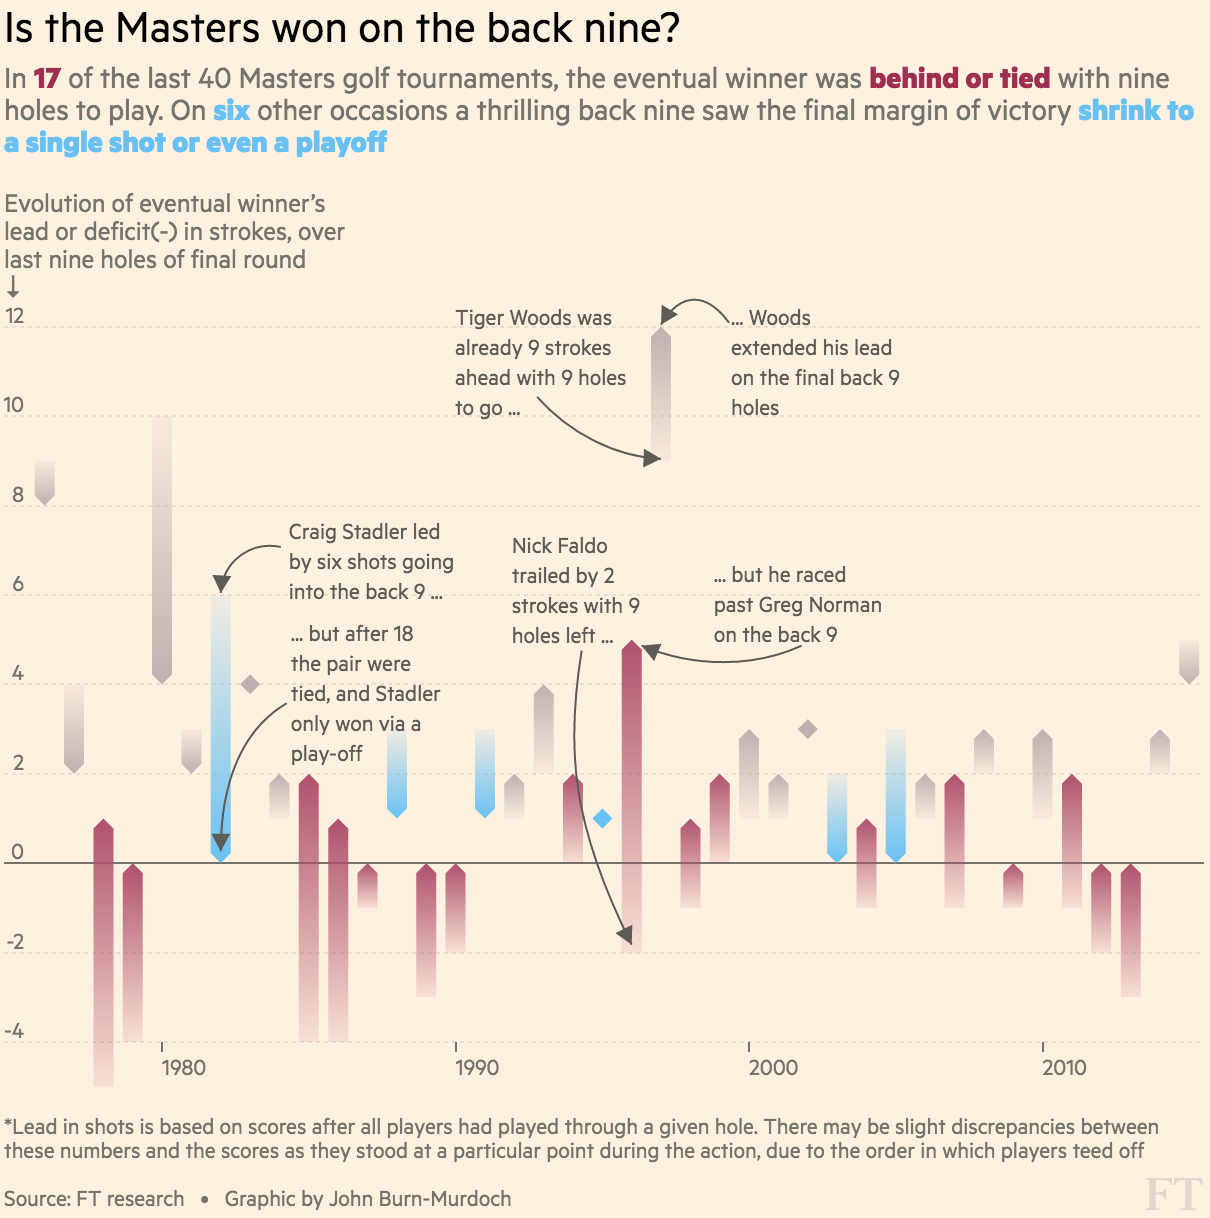 Is the Masters won on the back nine?
In 17 of the last 40 Masters golf tournaments, the eventual winner was behind or tied with nine
holes to play. On six other occasions a thrilling back nine saw the final margin of victory shrink to
a single shot or even a playoff
Evolution of eventual winner's
lead or deficit(-) in strokes, over
last nine holes of final round
↓
12
Tiger Woods was
already 9 strokes
ahead with 9 holes
to go ...
... Woods
extended his lead
on the final back 9
holes
10
8
Craig Stadler led
by six shots going
into the back 9 ...
... but after 18
the pair were
tied, and Stadler
only won via a
play-off
Nick Faldo
trailed by 2
strokes with 9
holes left ...
... but he raced
past Greg Norman
on the back 9
6
4
2
0
-2
-4
1980
1990
2000
2010
*Lead in shots is based on scores after all players had played through a given hole. There may be slight discrepancies between
these numbers and the scores as they stood at a particular point during the action, due to the order in which players teed off
Source: FT research • Graphic by John Burn-Murdoch
FT